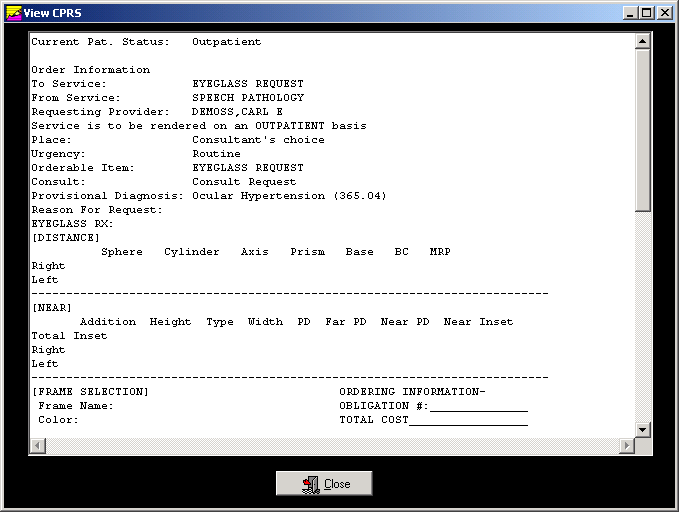 View CPRS
Current Pat. Status:   Outpatient
Order Information
To Service:            EYEGLASS REQUEST
From Service:          SPEECH PATHOLOGY
Requesting Provider:   DEMOSS,CARL E
Service is to be rendered on an OUTPATIENT basis
Place:                 Consultant's choice
Urgency:               Routine
Orderable Item:        EYEGLASS REQUEST
Consult:               Consult Request
Provisional Diagnosis: Ocular Hypertension (365.04)
Reason For Request:
EYEGLASS RX:
[DISTANCE]
          Sphere   Cylinder   Axis   Prism   Base   BC   MRP
Right
Left
--------------------------------------------------------------------------
[NEAR]
       Addition  Height  Type  Width  PD  Far PD  Near PD  Near Inset
Total Inset
Right
Left
--------------------------------------------------------------------------
[FRAME SELECTION]                           ORDERING INFORMATION-
 Frame Name:                                OBLIGATION #:______________
 Color:                                     TOTAL COST_________________
Close